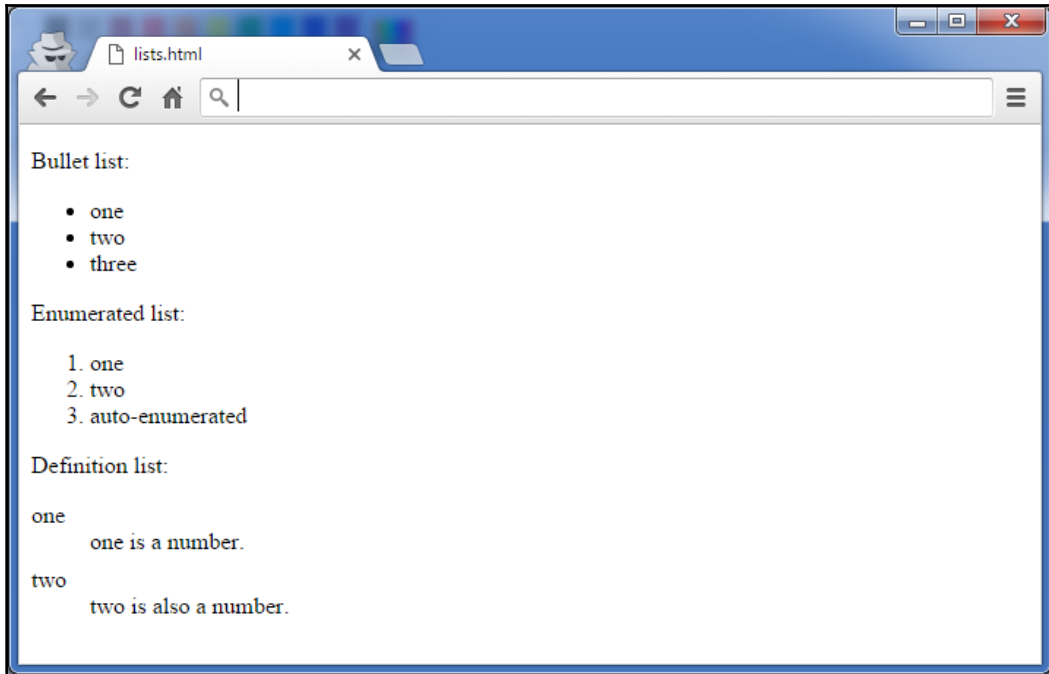 lists.html
Bullet list:
• one
• two
• three
Enumerated list:
1. one
2. two
3. auto-enumerated
Definition list:
one
one is a number.
two
two is also a number.